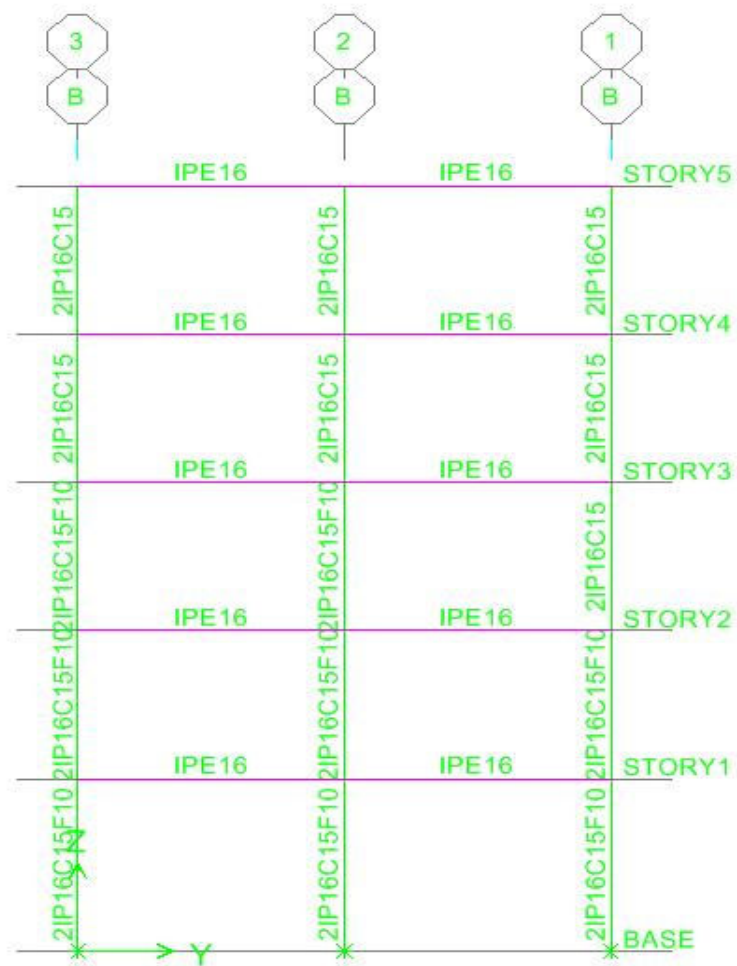 3 2 1
B B B
IPE16 IPE16 STORY5
2IP16C15 2IP16C15 2IP16C15
IPE16 IPE16 STORY4
2IP16C15 2IP16C15 2IP16C15
IPE16 IPE16 STORY3
2IP16C15F10 2IP16C15F10 2IP16C15
IPE16 IPE16 STORY2
2IP16C15F10 2IP16C15F10 2IP16C15F10
IPE16 IPE16 STORY1
2IP16C15F10 2IP16C15F10 2IP16C15F10
Z
Y BASE